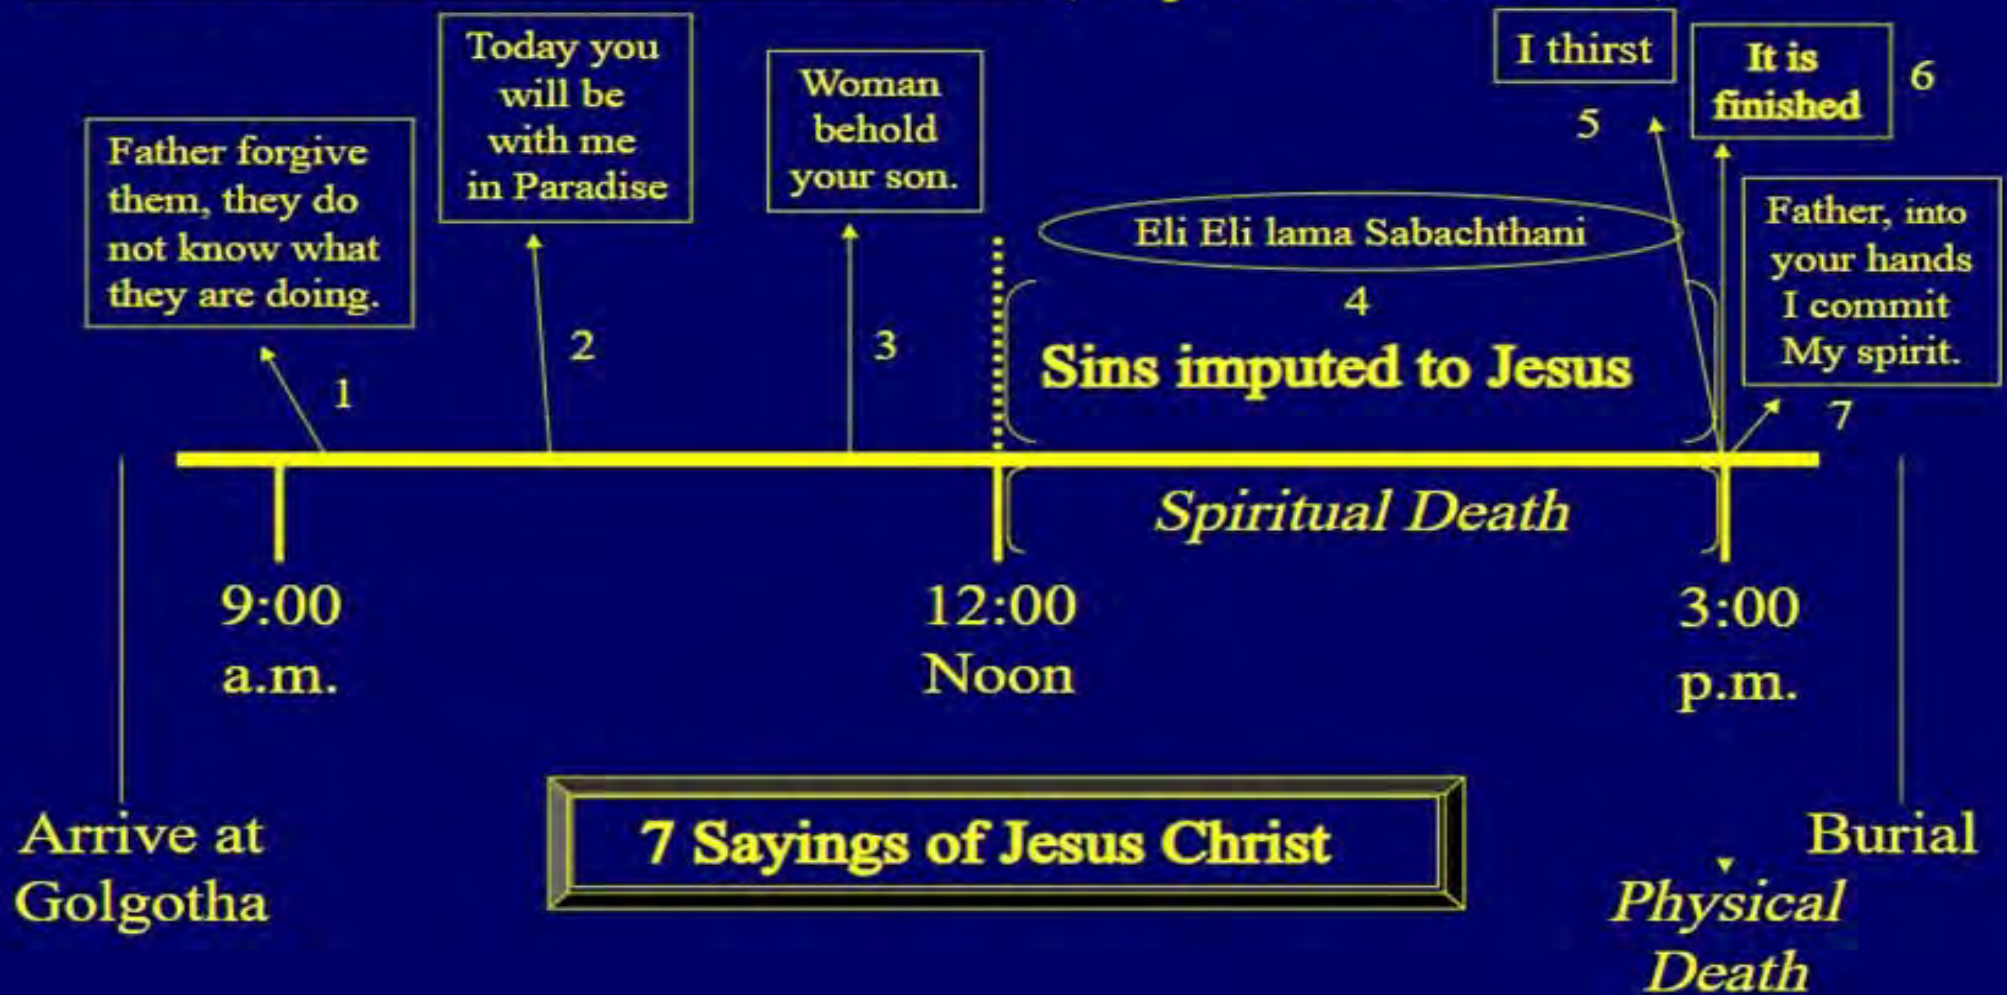 Father forgive
them, they do
not know what
they are doing.
1
Today you
will be
with me
in Paradise
2
Woman
behold
your son.
3
Eli Eli lama Sabachthani
4
Sins imputed to Jesus
I thirst
5
It is
finished
6
Father, into
your hands
I commit
My spirit.
7
Spiritual Death
9:00
a.m.
12:00
Noon
3:00
p.m.
Arrive at
Golgotha
7 Sayings of Jesus Christ
Burial
Physical
Death